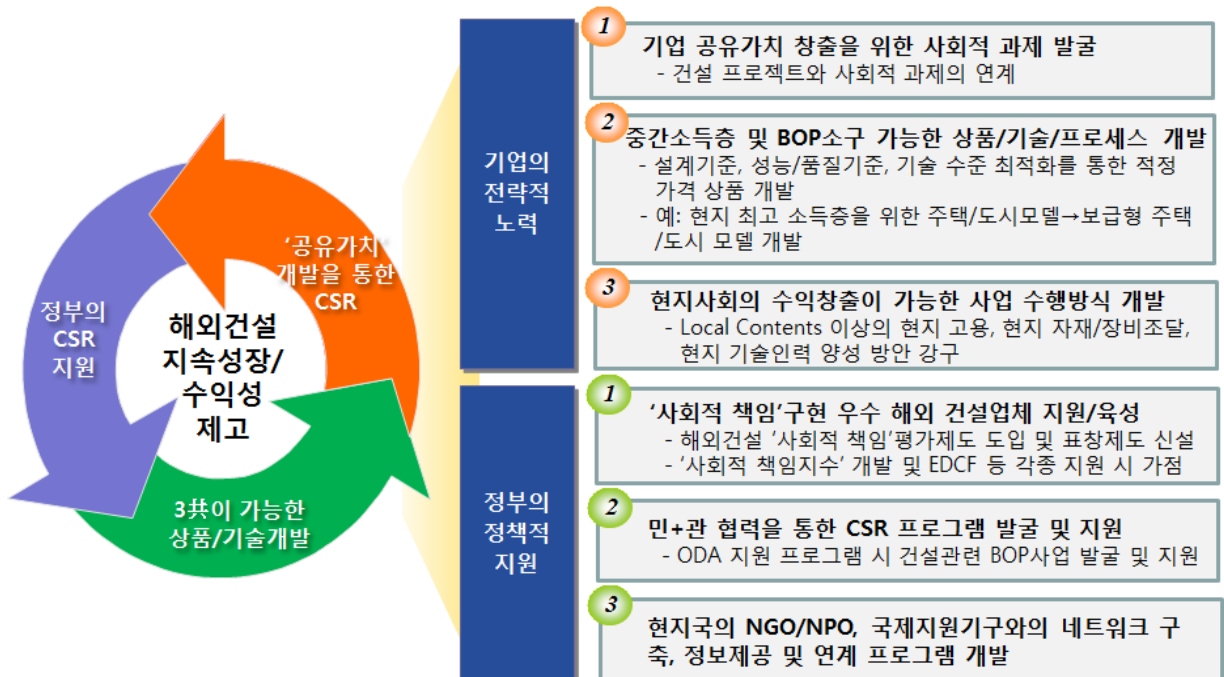 정부의
CSR
지원
'공유가치'
개발을 통한
CSR
해외건설
지속성장/
수익성
제고
3共이 가능한
상품/기술개발
기업의
전략적
노력
1
기업 공유가치 창출을 위한 사회적 과제 발굴
- 건설 프로젝트와 사회적 과제의 연계
2
중간소득층 및 BOP소구 가능한 상품/기술/프로세스 개발
- 설계기준, 성능/품질기준, 기술 수준 최적화를 통한 적정
가격 상품 개발
- 예: 현지 최고 소득층을 위한 주택/도시모델→보급형 주택
/도시 모델 개발
3
현지사회의 수익창출이 가능한 사업 수행방식 개발
- Local Contents 이상의 현지 고용, 현지 자재/장비조달,
현지 기술인력 양성 방안 강구
정부의
정책적
지원
1
'사회적 책임'구현 우수 해외 건설업체 지원/육성
- 해외건설 '사회적 책임'평가제도 도입 및 표창제도 신설
- '사회적 책임지수' 개발 및 EDCF 등 각종 지원 시 가점
2
민+관 협력을 통한 CSR 프로그램 발굴 및 지원
- ODA 지원 프로그램 시 건설관련 BOP사업 발굴 및 지원
3
현지국의 NGO/NPO, 국제지원기구와의 네트워크 구
축, 정보제공 및 연계 프로그램 개발